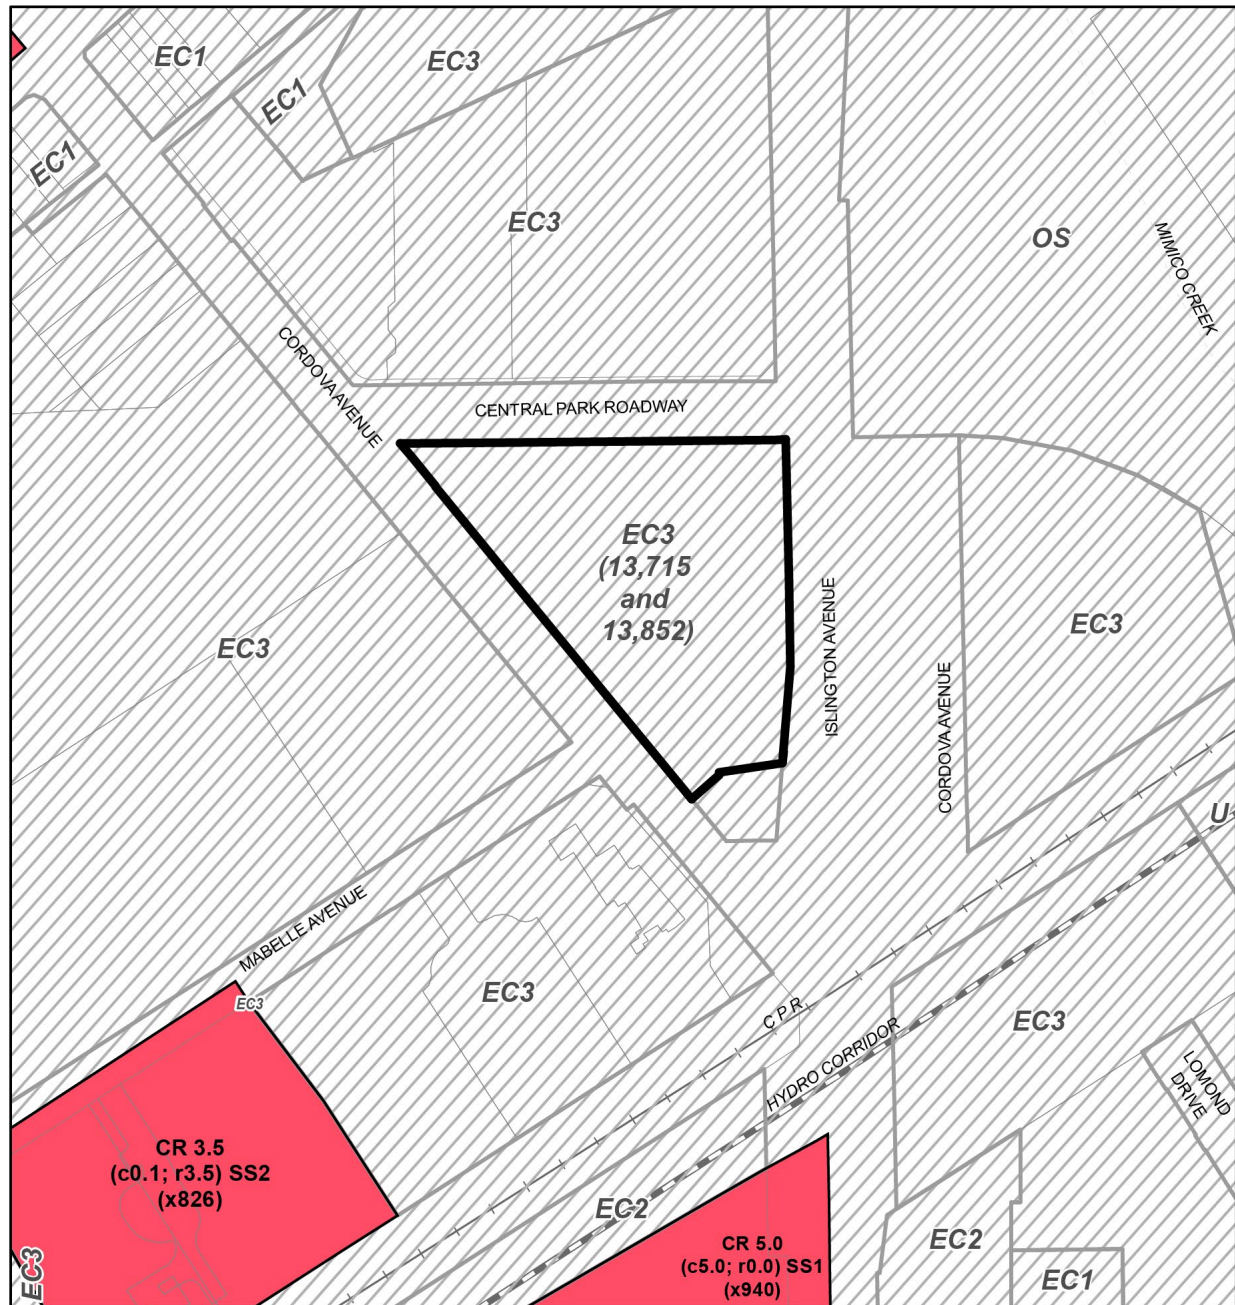 EC1
EC3
EC1
EC1
EC3
OS
MIMICO CREEK
CORDOVA AVENUE
CENTRAL PARK ROADWAY
EC3
(13,715
and
13,852)
ISLINGTON AVENUE
EC3
EC3
CORDOVA AVENUE
U
MABELLE AVENUE
EC3
EC3
CPR
HYDRO CORRIDOR
EC3
LOMOND
DRIVE
CR 3.5
(c0.1; r3.5) SS2
(x826)
EC2
EC2
CR 5.0
(c5.0; r0.0) SS1
(x940)
EC3
EC1